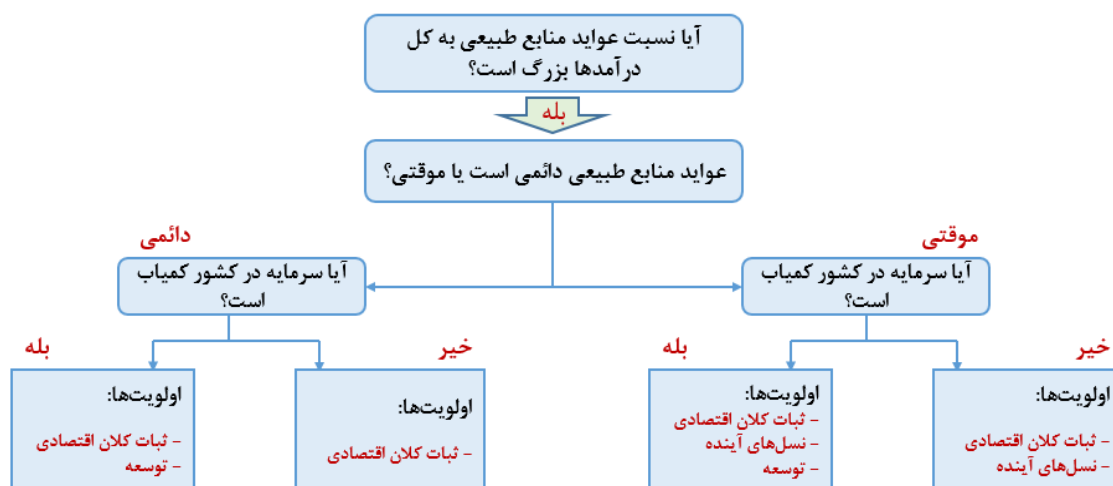 آیا نسبت عواید منابع طبیعی به کل
درآمدها بزرگ است؟
بله
عواید منابع طبیعی دائمی است یا موقتی؟
موقتی
دائمی
آیا سرمایه در کشور کمیاب
است؟
آیا سرمایه در کشور کمیاب
است؟
خیر
بله
خیر
بله
اولویت‌ها:
- ثبات کلان اقتصادی
- نسل‌های آینده
اولویت‌ها:
- ثبات کلان اقتصادی
- نسل‌های آینده
- توسعه
اولویت‌ها:
- ثبات کلان اقتصادی
اولویت‌ها:
- ثبات کلان اقتصادی
- توسعه